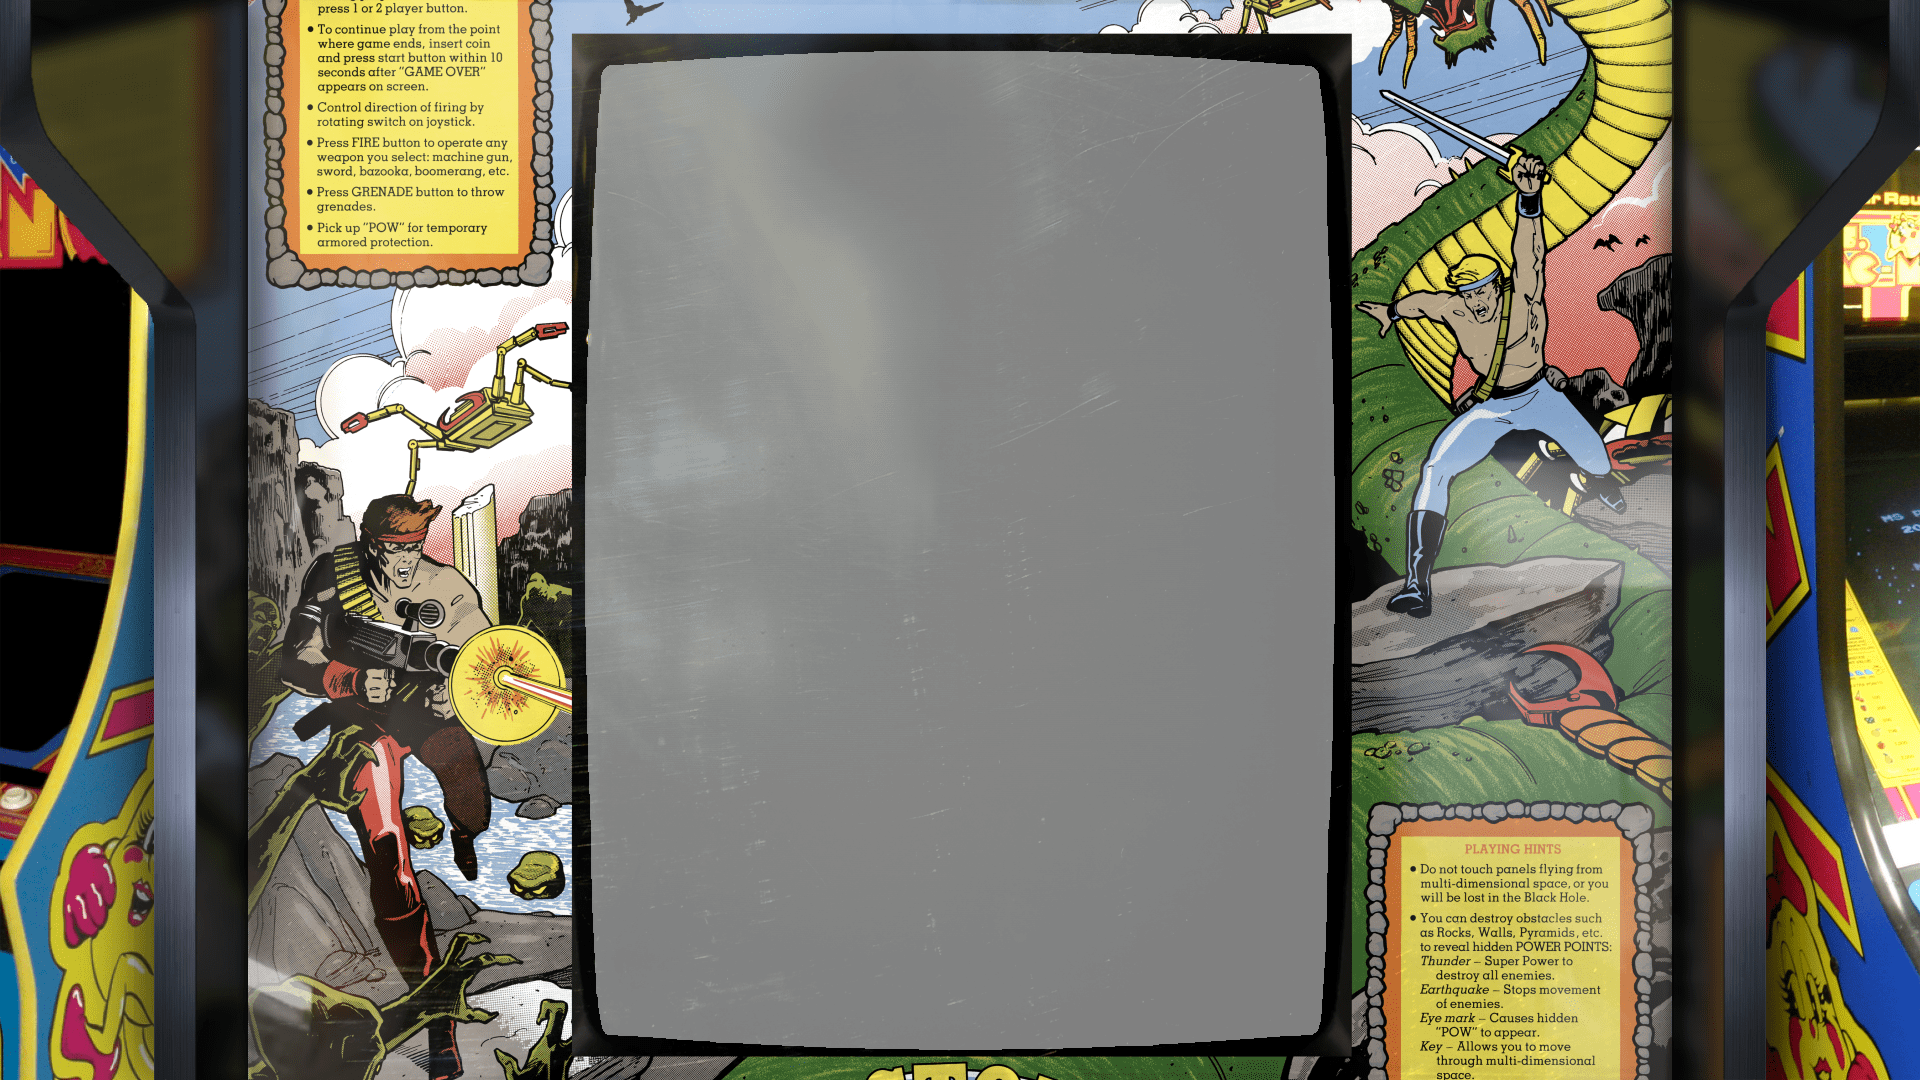 press 1 or 2 player button.
• To continue play from the point
where game ends, insert coin
and press start button within 10
seconds after "GAME OVER"
appears on screen.
• Control direction of firing by
rotating switch on joystick.
• Press FIRE button to operate any
weapon you select: machine gun,
sword, bazooka, boomerang, etc.
• Press GRENADE button to throw
grenades.
• Pick up "POW" for temporary
armored protection.
PLAYING HINTS
• Do not touch panels flying from
multi-dimensional space, or you
will be lost in the Black Hole.
• You can destroy obstacles such
as Rocks, Walls, Pyramids, etc.
to reveal hidden POWER POINTS:
Thunder – Super Power to
destroy all enemies.
Earthquake – Stops movement
of enemies.
Eye mark – Causes hidden
"POW" to appear.
Key – Allows you to move
through multi-dimensional
space.